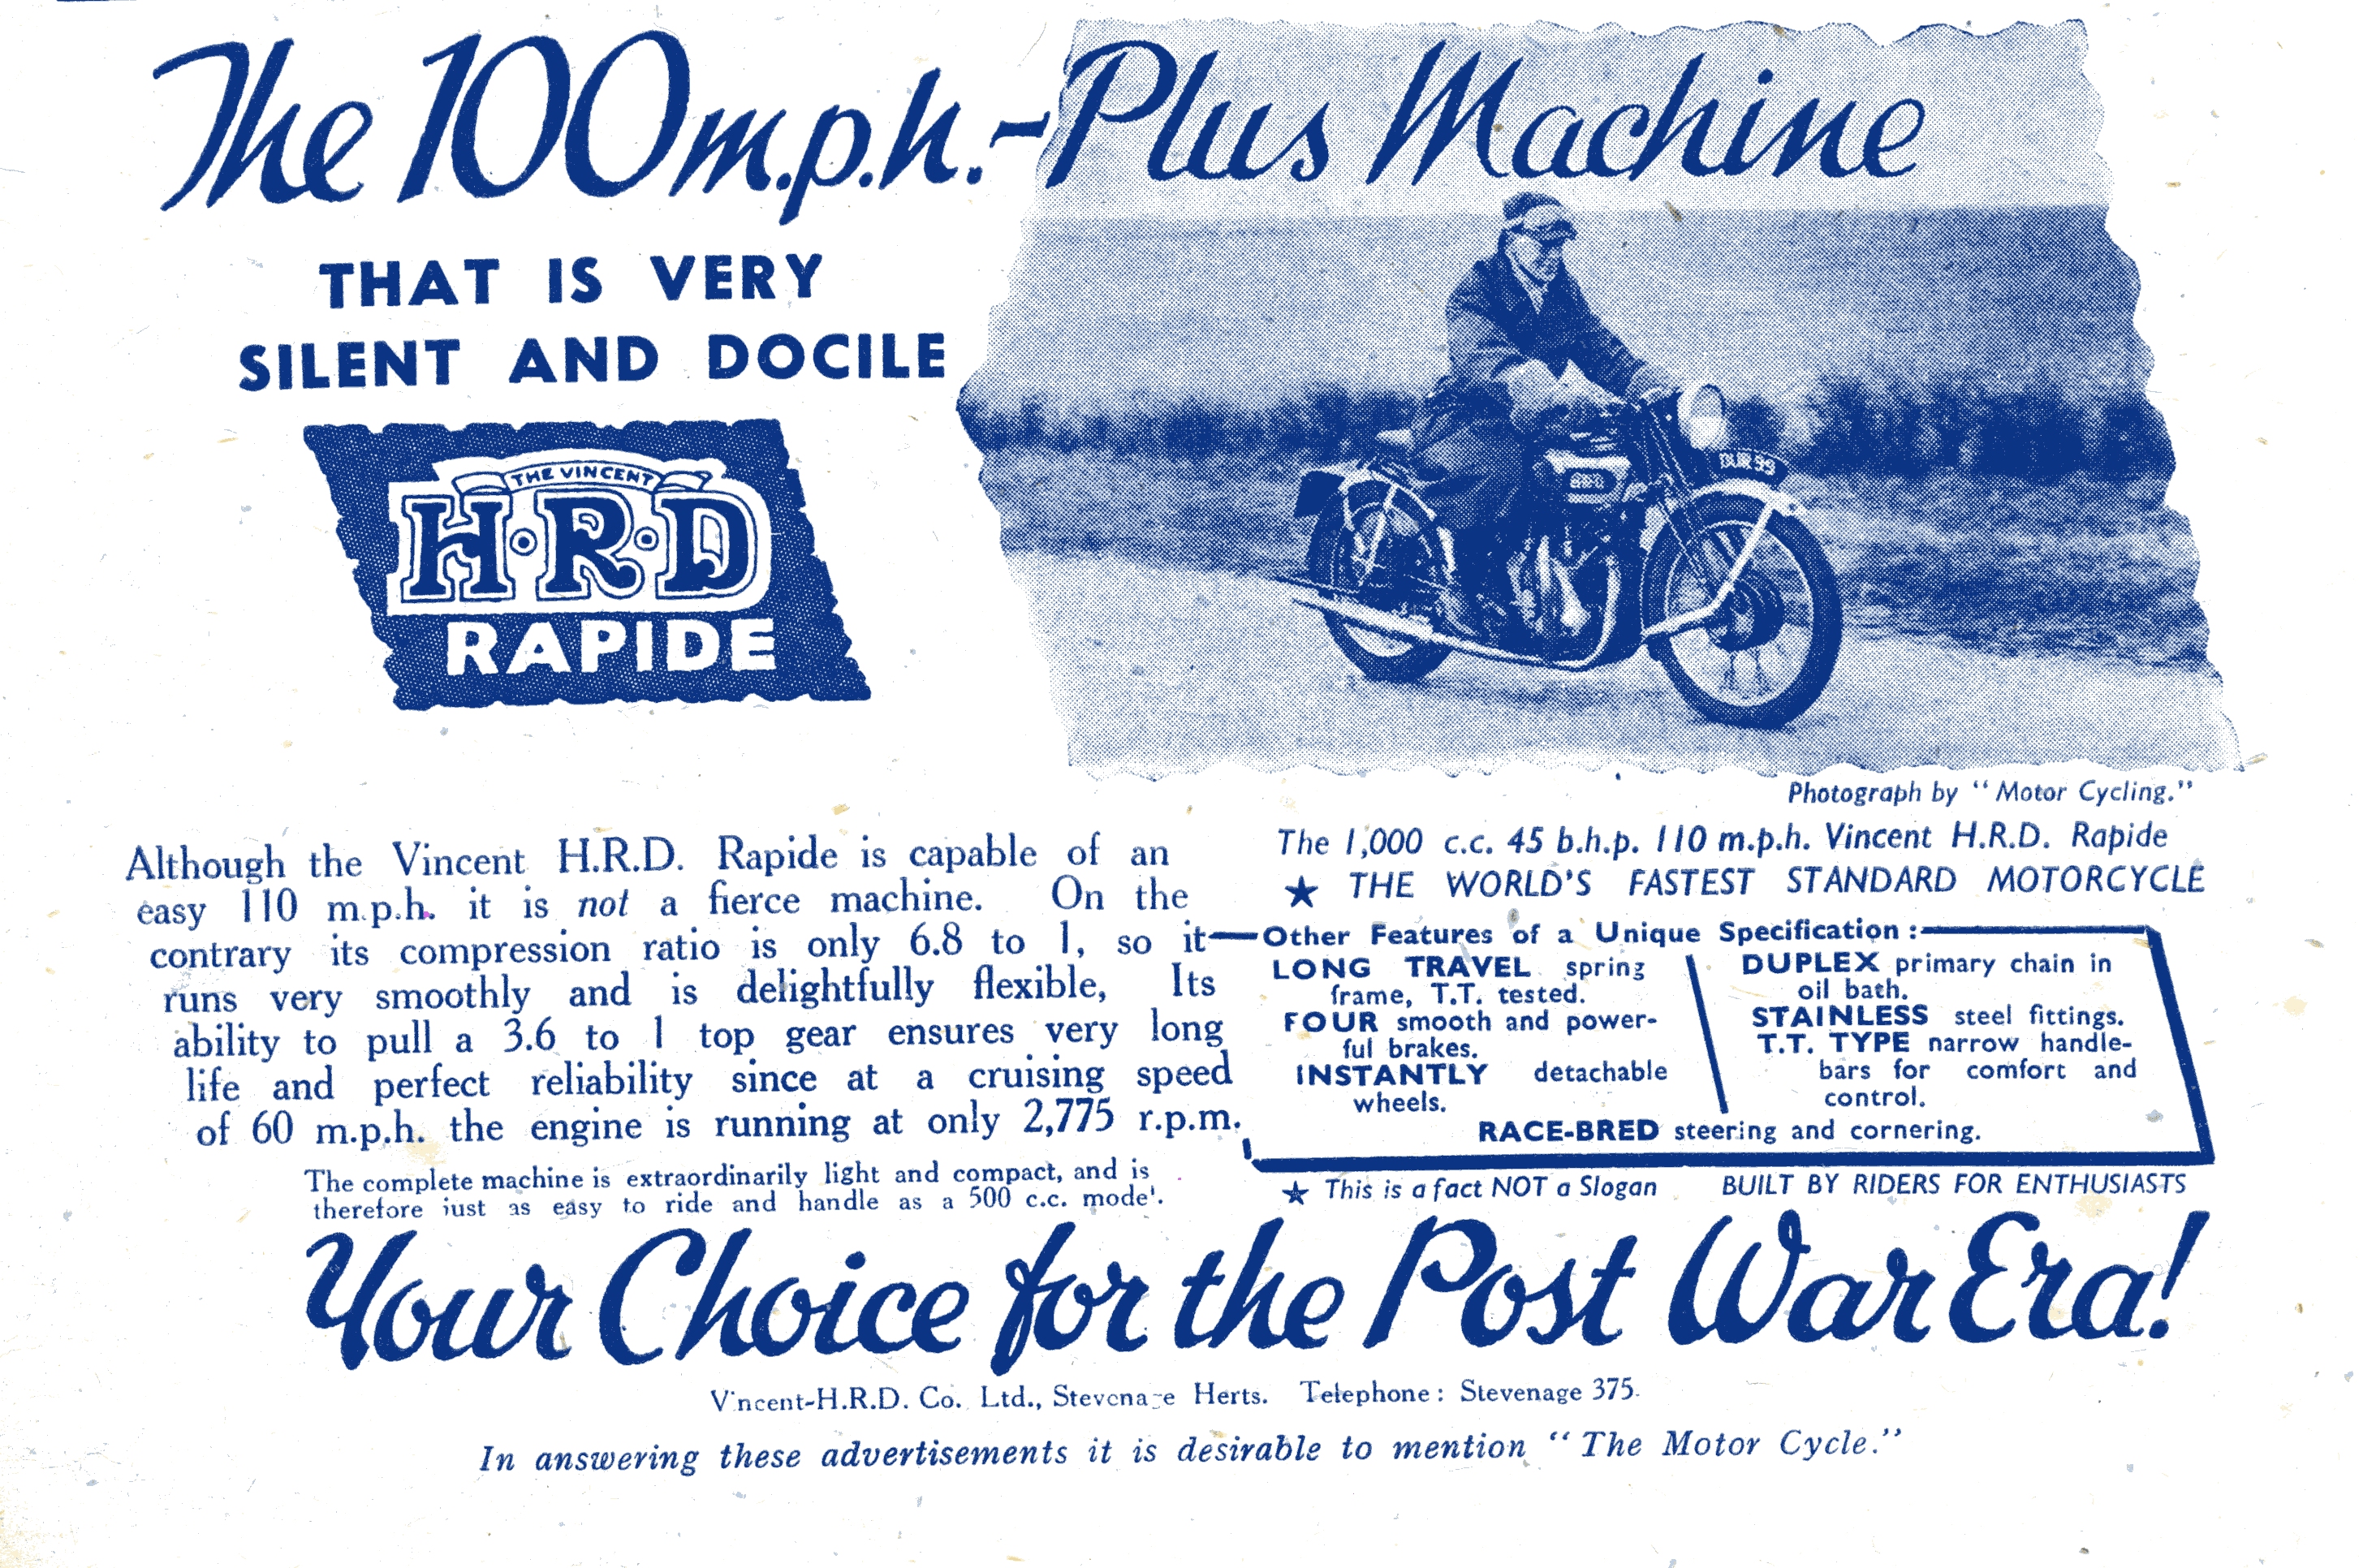 The 100 m.p.h.-Plus Machine
THAT IS VERY
SILENT AND DOCILE
THE VINCENT
H·R·D
RAPIDE
DUR 99
HRD
Photograph by "Motor Cycling."
Although the Vincent H.R.D. Rapide is capable of an
easy 110 m.p.h. it is not a fierce machine. On the
contrary its compression ratio is only 6.8 to 1, so it
runs very smoothly and is delightfully flexible, Its
ability to pull a 3.6 to 1 top gear ensures very long
life and perfect reliability since at a cruising speed
of 60 m.p.h. the engine is running at only 2,775 r.p.m.
The complete machine is extraordinarily light and compact, and is
therefore just as easy to ride and handle as a 500 c.c. model.
The 1,000 c.c. 45 b.h.p. 110 m.p.h. Vincent H.R.D. Rapide
★ THE WORLD'S FASTEST STANDARD MOTORCYCLE
Other Features of a Unique Specification :
LONG TRAVEL spring
frame, T.T. tested.
FOUR smooth and power-
ful brakes.
INSTANTLY detachable
wheels.
DUPLEX primary chain in
oil bath.
STAINLESS steel fittings.
T.T. TYPE narrow handle-
bars for comfort and
control.
RACE-BRED steering and cornering.
★ This is a fact NOT a Slogan BUILT BY RIDERS FOR ENTHUSIASTS
Your Choice for the Post War Era!
Vincent-H.R.D. Co. Ltd., Stevenage Herts. Telephone : Stevenage 375.
In answering these advertisements it is desirable to mention "The Motor Cycle."